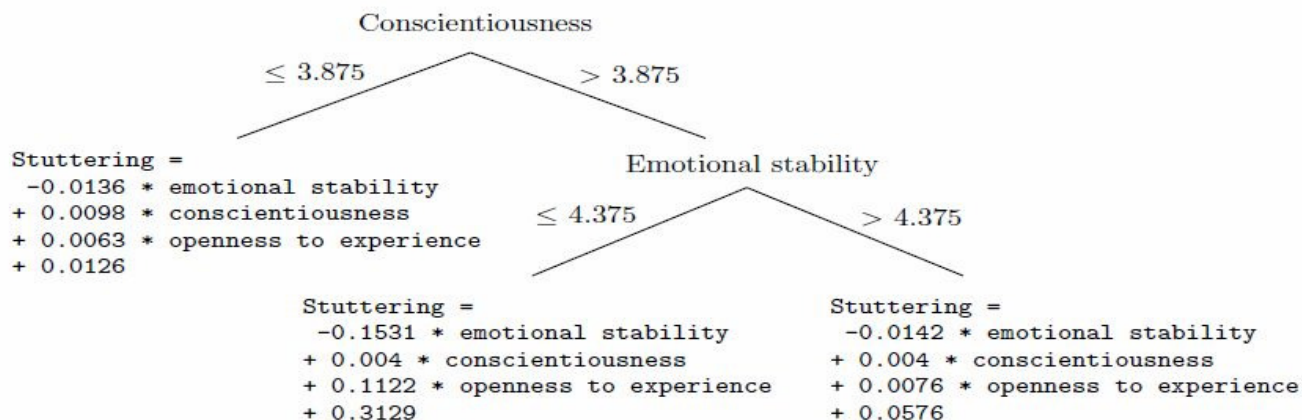 Conscientiousness
≤ 3.875
> 3.875
Stuttering =
-0.0136 * emotional stability
+ 0.0098 * conscientiousness
+ 0.0063 * openness to experience
+ 0.0126
Emotional stability
≤ 4.375
> 4.375
Stuttering =
-0.1531 * emotional stability
+ 0.004 * conscientiousness
+ 0.1122 * openness to experience
+ 0.3129
Stuttering =
-0.0142 * emotional stability
+ 0.004 * conscientiousness
+ 0.0076 * openness to experience
+ 0.0576